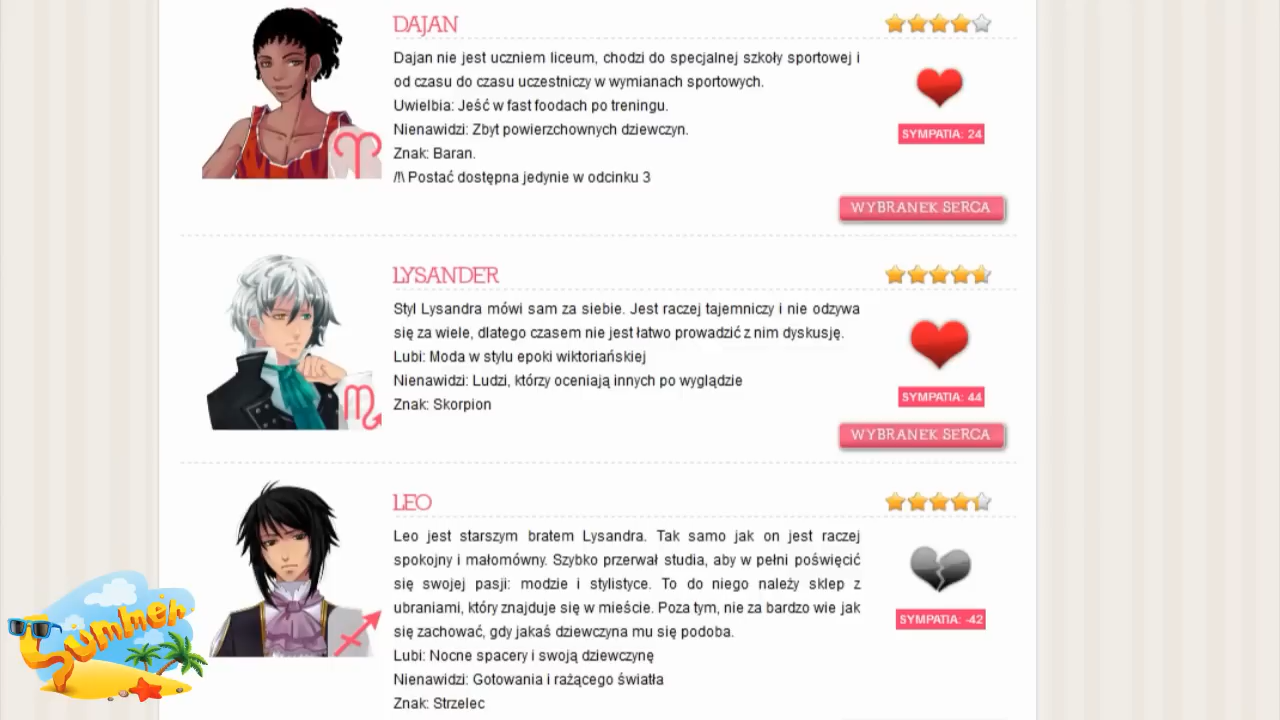 DAJAN
Dajan nie jest uczniem liceum, chodzi do specjalnej szkoły sportowej i
od czasu do czasu uczestniczy w wymianach sportowych.
Uwielbia: Jeść w fast foodach po treningu.
Nienawidzi: Zbyt powierzchownych dziewczyn.
Znak: Baran.
/!\ Postać dostępna jedynie w odcinku 3
SYMPATIA: 24
WYBRANEK SERCA
LYSANDER
Styl Lysandra mówi sam za siebie. Jest raczej tajemniczy i nie odzywa
się za wiele, dlatego czasem nie jest łatwo prowadzić z nim dyskusję.
Lubi: Moda w stylu epoki wiktoriańskiej
Nienawidzi: Ludzi, którzy oceniają innych po wyglądzie
Znak: Skorpion
SYMPATIA: 44
WYBRANEK SERCA
LEO
Leo jest starszym bratem Lysandra. Tak samo jak on jest raczej
spokojny i małomówny. Szybko przerwał studia, aby w pełni poświęcić
się swojej pasji: modzie i stylistyce. To do niego należy sklep z
ubraniami, który znajduje się w mieście. Poza tym, nie za bardzo wie jak
się zachować, gdy jakaś dziewczyna mu się podoba.
Lubi: Nocne spacery i swoją dziewczynę
Nienawidzi: Gotowania i rażącego światła
Znak: Strzelec
SYMPATIA: -42
Summer